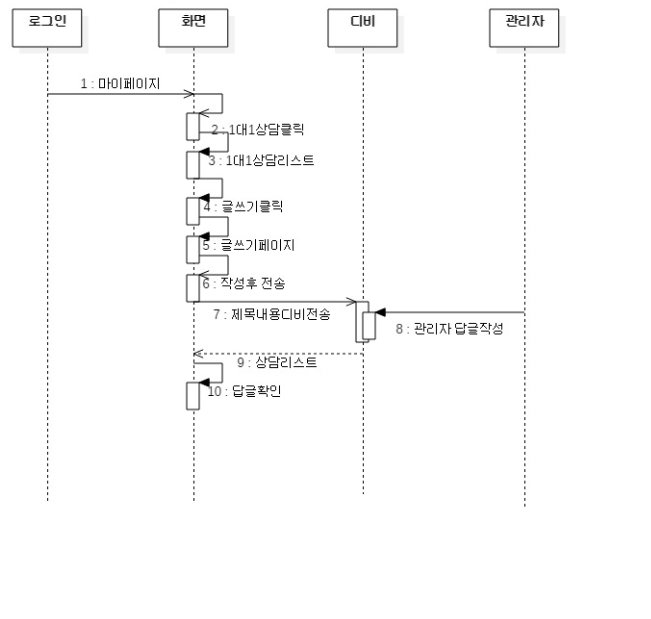 로그인
화면
디비
관리자
1 : 마이페이지
2 : 1대1상담클릭
3 : 1대1상담리스트
4 : 글쓰기클릭
5 : 글쓰기페이지
6 : 작성후 전송
7 : 제목내용디비전송
8 : 관리자 답글작성
9 : 상담리스트
10 : 답글확인